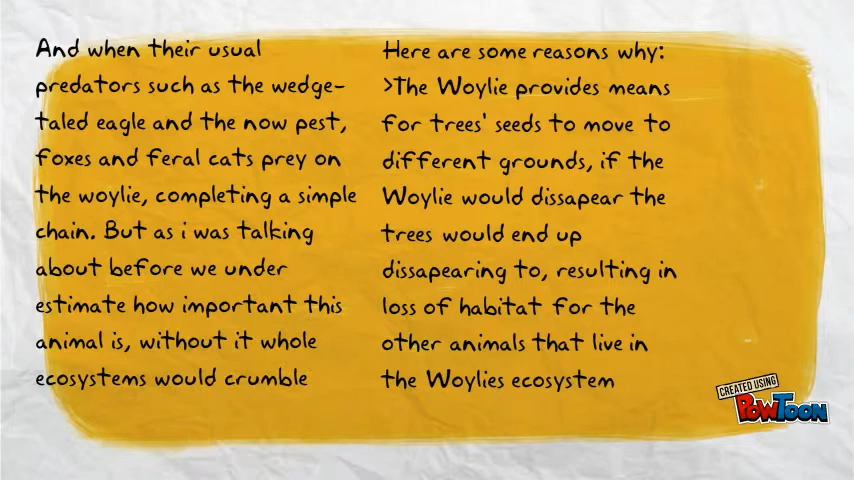 And when their usual
predators such as the wedge-
taled eagle and the now pest,
foxes and feral cats prey on
the woylie, completing a simple
chain. But as i was talking
about before we under
estimate how important this
animal is, without it whole
ecosystems would crumble
Here are some reasons why:
>The Woylie provides means
for trees' seeds to move to
different grounds, if the
Woylie would dissapear the
trees would end up
dissapearing to, resulting in
loss of habitat for the
other animals that live in
the Woylies ecosystem
CREATED USING
POWTOON